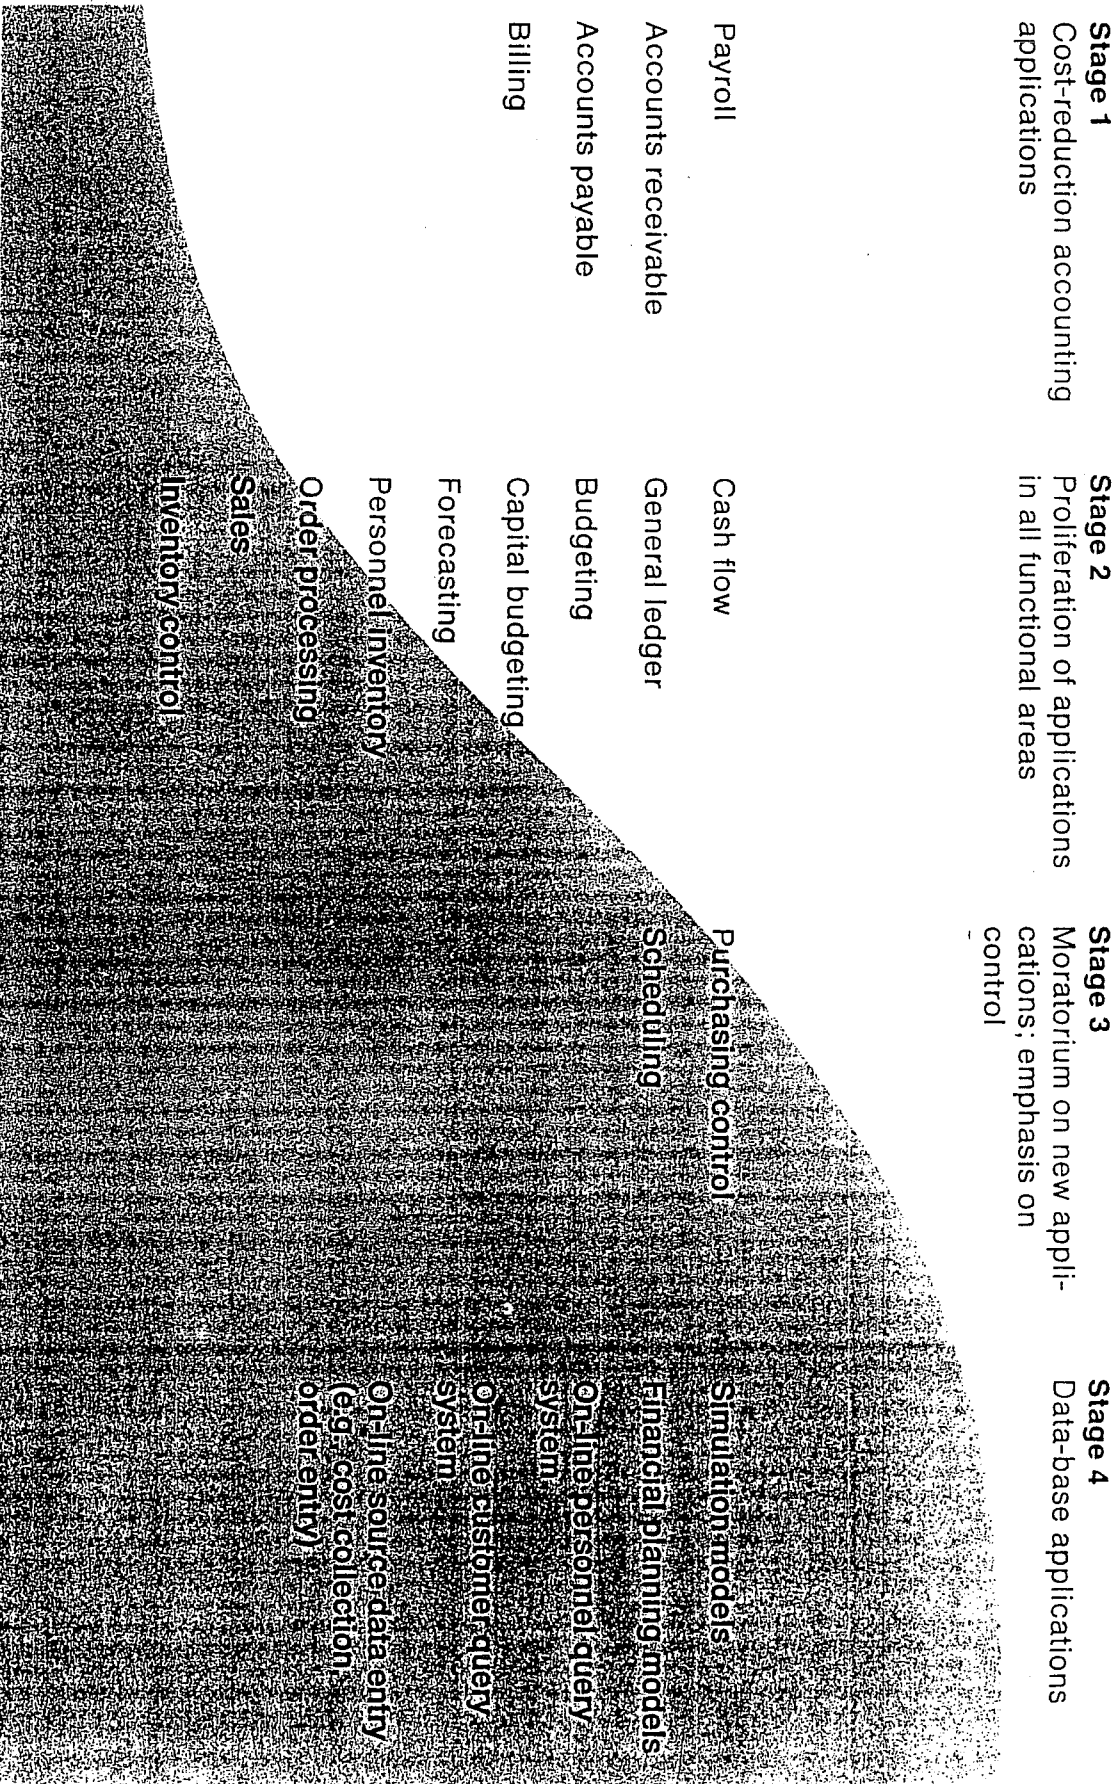 Stage 1
Cost-reduction accounting
applications
Payroll
Accounts receivable
Accounts payable
Billing
Stage 2
Proliferation of applications
in all functional areas
Cash flow
General ledger
Budgeting
Capital budgeting
Forecasting
Personnel inventory
Order processing
Sales
Inventory control
Stage 3
Moratorium on new appli-
cations; emphasis on
control
Purchasing control
Scheduling
Stage 4
Data-base applications
Simulation models
Financial planning models
On-line personnel query
system
On-line customer query
system
On-line source data entry
(e.g. cost collection,
order entry)